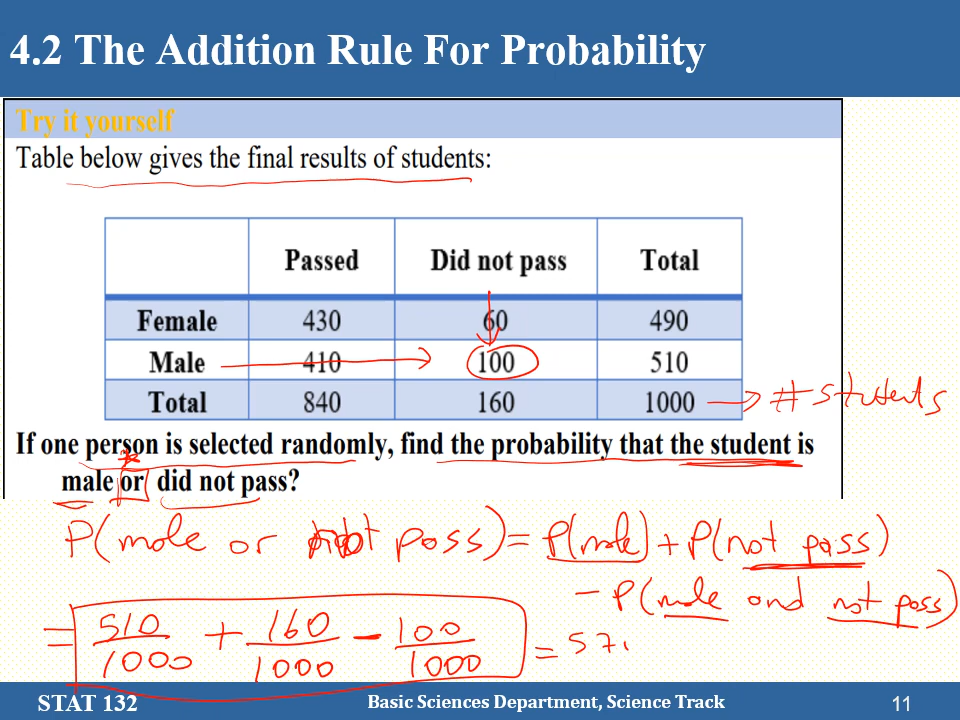 4.2 The Addition Rule For Probability
Try it yourself
Table below gives the final results of students:
Passed Did not pass Total
Female 430 60 490
Male 410 100 510
Total 840 160 1000 # students
If one person is selected randomly, find the probability that the student is
male or did not pass?
P(male or not pass) = P(male) + P(not pass)
- P(male and not pass)
= 510/1000 + 160/1000 - 100/1000 = 57
STAT 132 Basic Sciences Department, Science Track 11